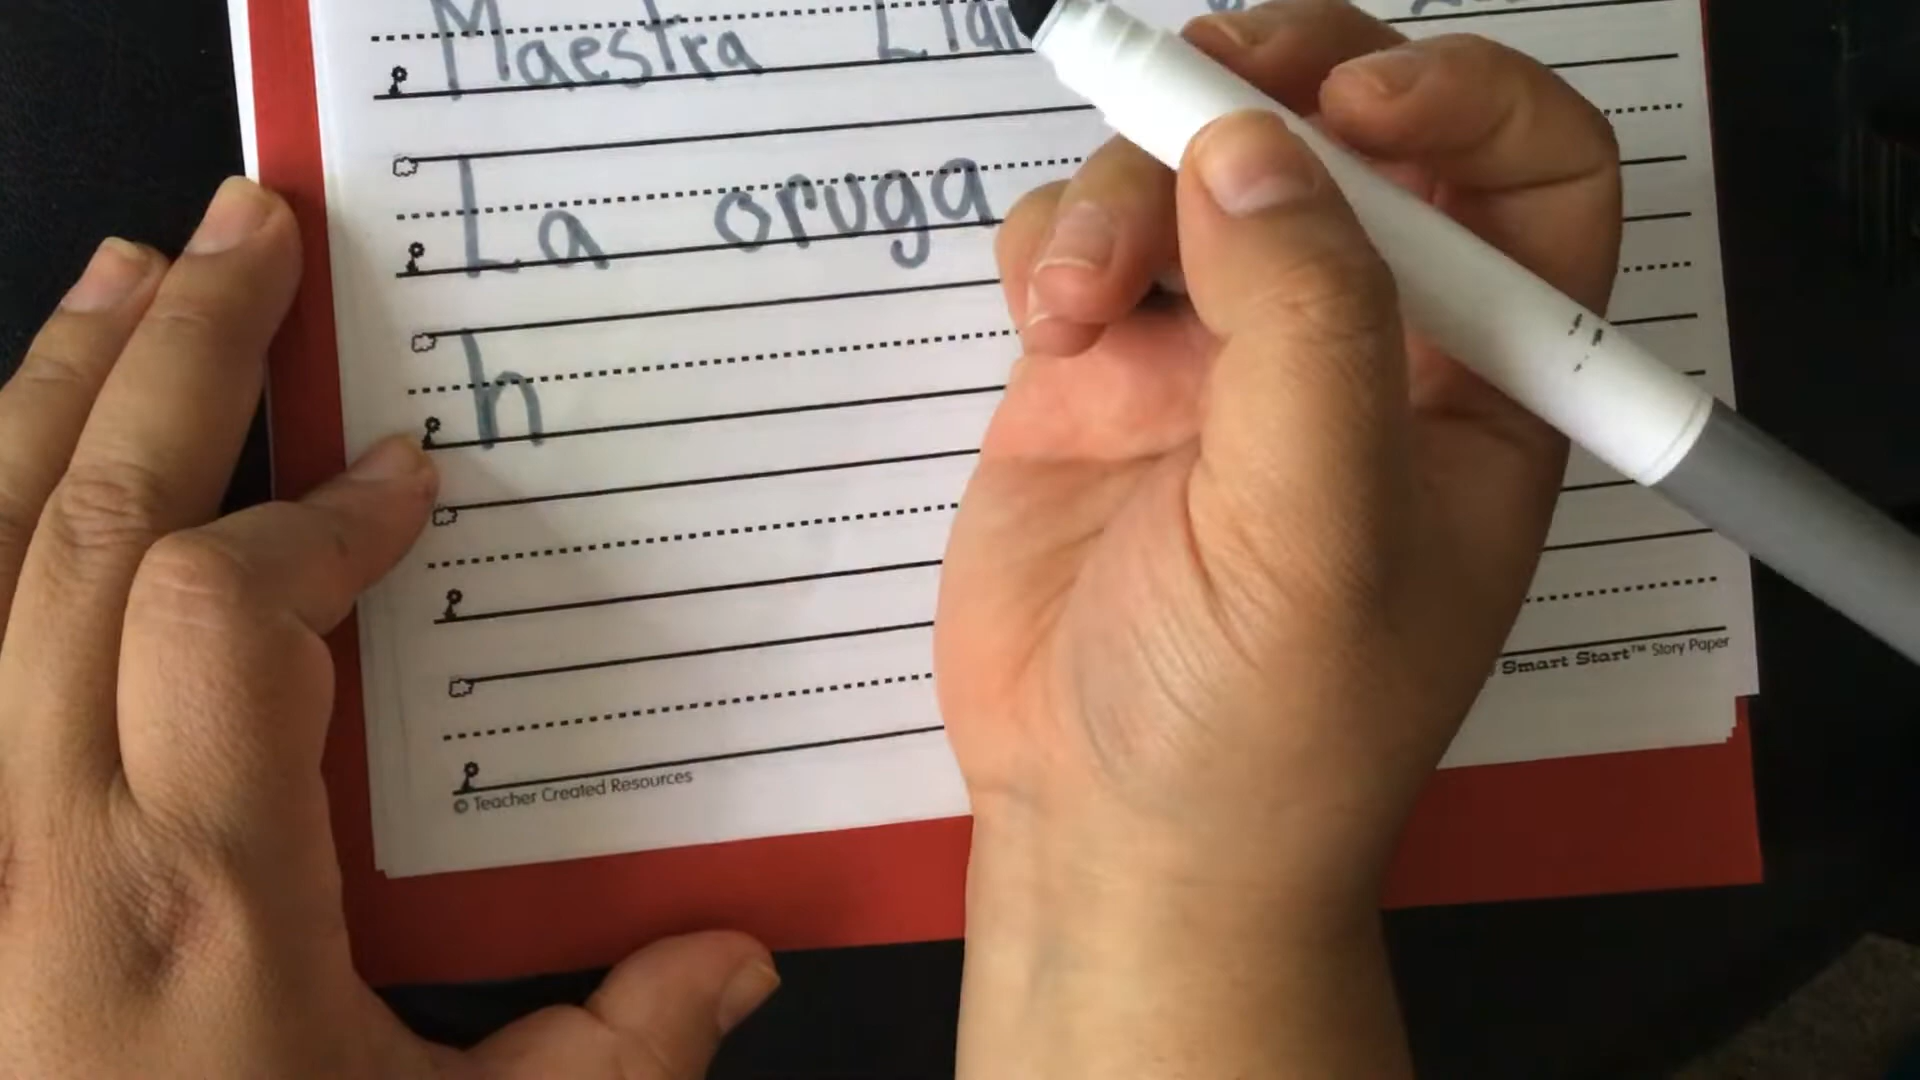 Maestra
La oruga
h
Smart Start™ Story Paper
© Teacher Created Resources